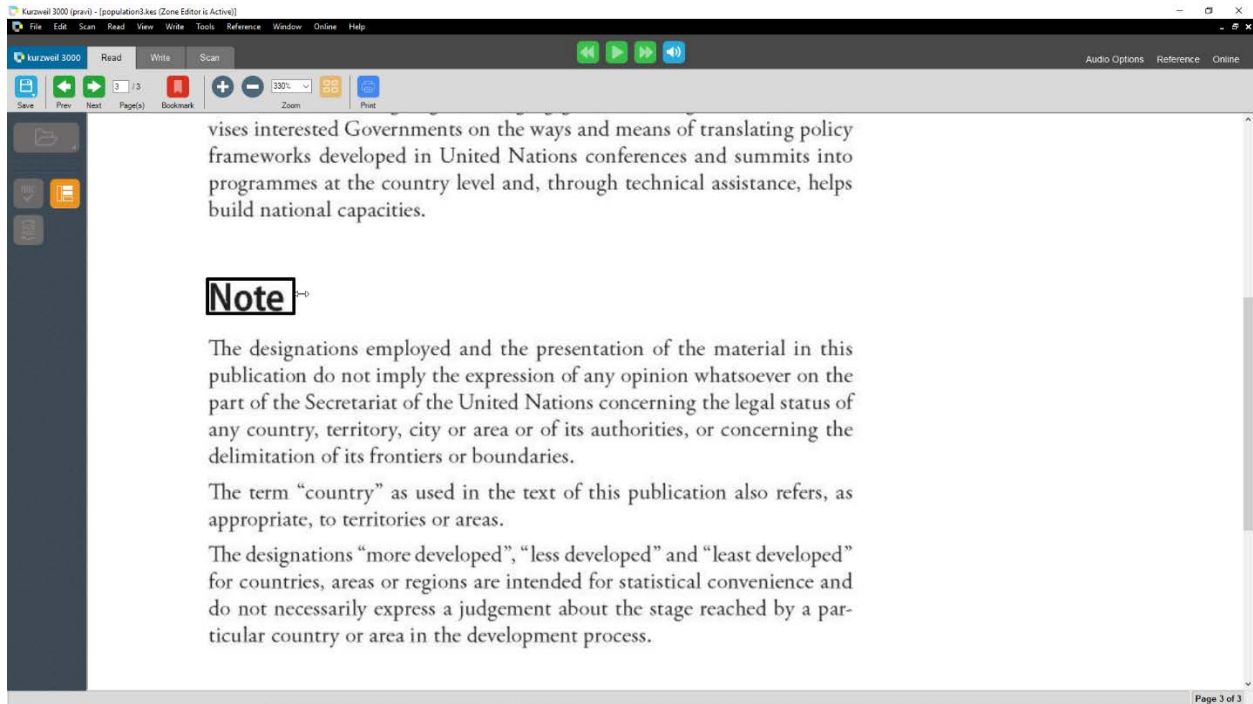 Kurzweil 3000 (pravi) - [population3.kes (Zone Editor is Active)]
File Edit Scan Read View Write Tools Reference Window Online Help
kurzweil 3000 Read Write Scan Audio Options Reference Online
3 /3 330%
Save Prev Next Page(s) Bookmark Zoom Print
vises interested Governments on the ways and means of translating policy
frameworks developed in United Nations conferences and summits into
programmes at the country level and, through technical assistance, helps
build national capacities.
Note
The designations employed and the presentation of the material in this
publication do not imply the expression of any opinion whatsoever on the
part of the Secretariat of the United Nations concerning the legal status of
any country, territory, city or area or of its authorities, or concerning the
delimitation of its frontiers or boundaries.
The term “country” as used in the text of this publication also refers, as
appropriate, to territories or areas.
The designations “more developed”, “less developed” and “least developed”
for countries, areas or regions are intended for statistical convenience and
do not necessarily express a judgement about the stage reached by a par-
ticular country or area in the development process.
Page 3 of 3